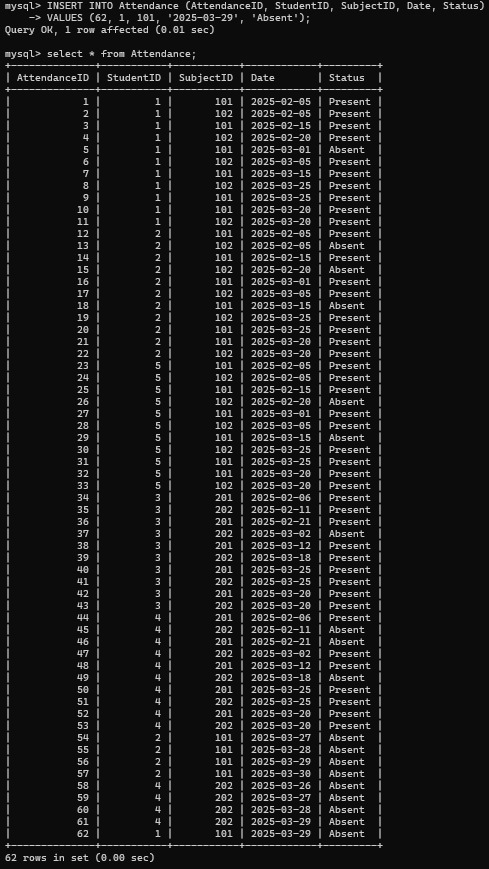 mysql> INSERT INTO Attendance (AttendanceID, StudentID, SubjectID, Date, Status)
    -> VALUES (62, 1, 101, '2025-03-29', 'Absent');
Query OK, 1 row affected (0.01 sec)

mysql> select * from Attendance;
+--------------+-----------+-----------+------------+---------+
| AttendanceID | StudentID | SubjectID | Date       | Status  |
+--------------+-----------+-----------+------------+---------+
|            1 |         1 |       101 | 2025-02-05 | Present |
|            2 |         1 |       102 | 2025-02-05 | Present |
|            3 |         1 |       101 | 2025-02-15 | Present |
|            4 |         1 |       102 | 2025-02-20 | Present |
|            5 |         1 |       101 | 2025-03-01 | Absent  |
|            6 |         1 |       102 | 2025-03-05 | Present |
|            7 |         1 |       101 | 2025-03-15 | Present |
|            8 |         1 |       102 | 2025-03-25 | Present |
|            9 |         1 |       101 | 2025-03-25 | Present |
|           10 |         1 |       101 | 2025-03-20 | Present |
|           11 |         1 |       102 | 2025-03-20 | Present |
|           12 |         2 |       101 | 2025-02-05 | Present |
|           13 |         2 |       102 | 2025-02-05 | Absent  |
|           14 |         2 |       101 | 2025-02-15 | Present |
|           15 |         2 |       102 | 2025-02-20 | Absent  |
|           16 |         2 |       101 | 2025-03-01 | Present |
|           17 |         2 |       102 | 2025-03-05 | Present |
|           18 |         2 |       101 | 2025-03-15 | Absent  |
|           19 |         2 |       102 | 2025-03-25 | Present |
|           20 |         2 |       101 | 2025-03-25 | Present |
|           21 |         2 |       101 | 2025-03-20 | Present |
|           22 |         2 |       102 | 2025-03-20 | Present |
|           23 |         5 |       101 | 2025-02-05 | Present |
|           24 |         5 |       102 | 2025-02-05 | Present |
|           25 |         5 |       101 | 2025-02-15 | Present |
|           26 |         5 |       102 | 2025-02-20 | Absent  |
|           27 |         5 |       101 | 2025-03-01 | Present |
|           28 |         5 |       102 | 2025-03-05 | Present |
|           29 |         5 |       101 | 2025-03-15 | Absent  |
|           30 |         5 |       102 | 2025-03-25 | Present |
|           31 |         5 |       101 | 2025-03-25 | Present |
|           32 |         5 |       101 | 2025-03-20 | Present |
|           33 |         5 |       102 | 2025-03-20 | Present |
|           34 |         3 |       201 | 2025-02-06 | Present |
|           35 |         3 |       202 | 2025-02-11 | Present |
|           36 |         3 |       201 | 2025-02-21 | Present |
|           37 |         3 |       202 | 2025-03-02 | Absent  |
|           38 |         3 |       201 | 2025-03-12 | Present |
|           39 |         3 |       202 | 2025-03-18 | Present |
|           40 |         3 |       201 | 2025-03-25 | Present |
|           41 |         3 |       202 | 2025-03-25 | Present |
|           42 |         3 |       201 | 2025-03-20 | Present |
|           43 |         3 |       202 | 2025-03-20 | Present |
|           44 |         4 |       201 | 2025-02-06 | Present |
|           45 |         4 |       202 | 2025-02-11 | Absent  |
|           46 |         4 |       201 | 2025-02-21 | Absent  |
|           47 |         4 |       202 | 2025-03-02 | Present |
|           48 |         4 |       201 | 2025-03-12 | Present |
|           49 |         4 |       202 | 2025-03-18 | Absent  |
|           50 |         4 |       201 | 2025-03-25 | Present |
|           51 |         4 |       202 | 2025-03-25 | Present |
|           52 |         4 |       201 | 2025-03-20 | Present |
|           53 |         4 |       202 | 2025-03-20 | Present |
|           54 |         2 |       101 | 2025-03-27 | Absent  |
|           55 |         2 |       101 | 2025-03-28 | Absent  |
|           56 |         2 |       101 | 2025-03-29 | Absent  |
|           57 |         2 |       101 | 2025-03-30 | Absent  |
|           58 |         4 |       202 | 2025-03-26 | Absent  |
|           59 |         4 |       202 | 2025-03-27 | Absent  |
|           60 |         4 |       202 | 2025-03-28 | Absent  |
|           61 |         4 |       202 | 2025-03-29 | Absent  |
|           62 |         1 |       101 | 2025-03-29 | Absent  |
+--------------+-----------+-----------+------------+---------+
62 rows in set (0.00 sec)